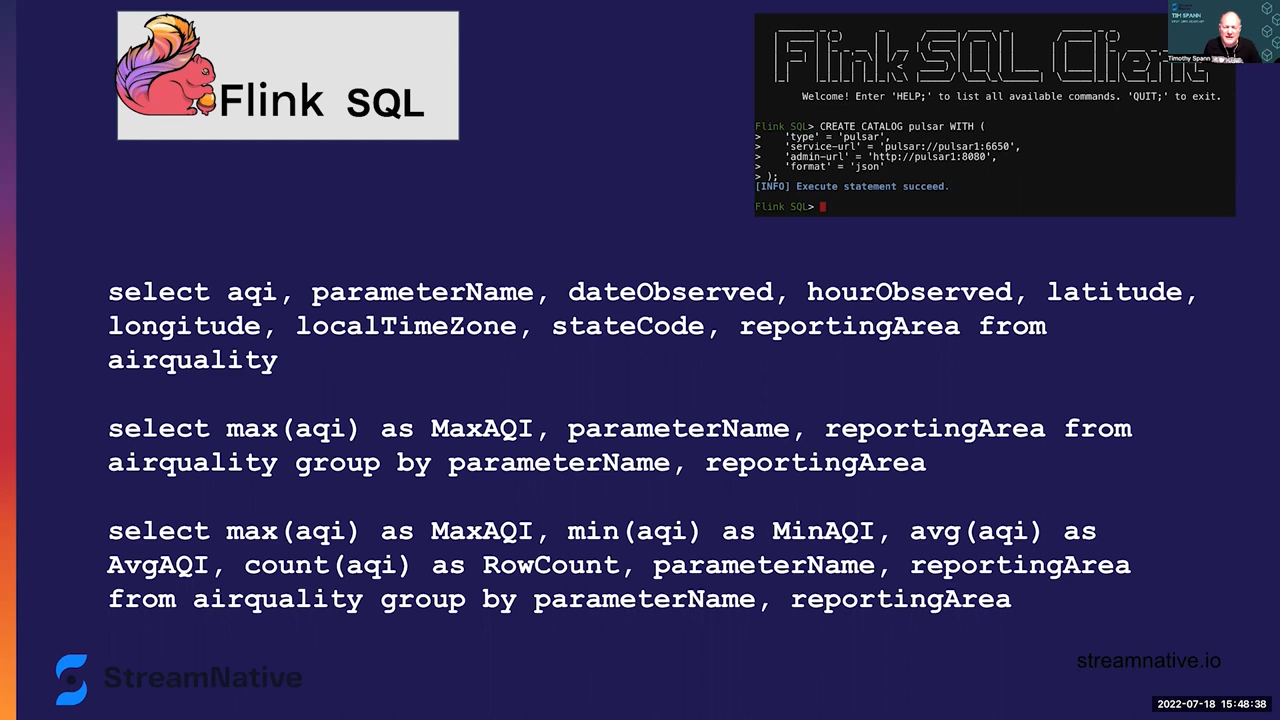 Flink SQL
Flink SQL Client
TIM SPANN
Timothy Spann
Welcome! Enter 'HELP;' to list all available commands. 'QUIT;' to exit.
Flink SQL> CREATE CATALOG pulsar WITH (
>    'type' = 'pulsar',
>    'service-url' = 'pulsar://pulsar1:6650',
>    'admin-url' = 'http://pulsar1:8080',
>    'format' = 'json'
> );
[INFO] Execute statement succeed.
Flink SQL>
select aqi, parameterName, dateObserved, hourObserved, latitude,
longitude, localTimeZone, stateCode, reportingArea from
airquality
select max(aqi) as MaxAQI, parameterName, reportingArea from
airquality group by parameterName, reportingArea
select max(aqi) as MaxAQI, min(aqi) as MinAQI, avg(aqi) as
AvgAQI, count(aqi) as RowCount, parameterName, reportingArea
from airquality group by parameterName, reportingArea
StreamNative
streamnative.io
2022-07-18 15:48:38